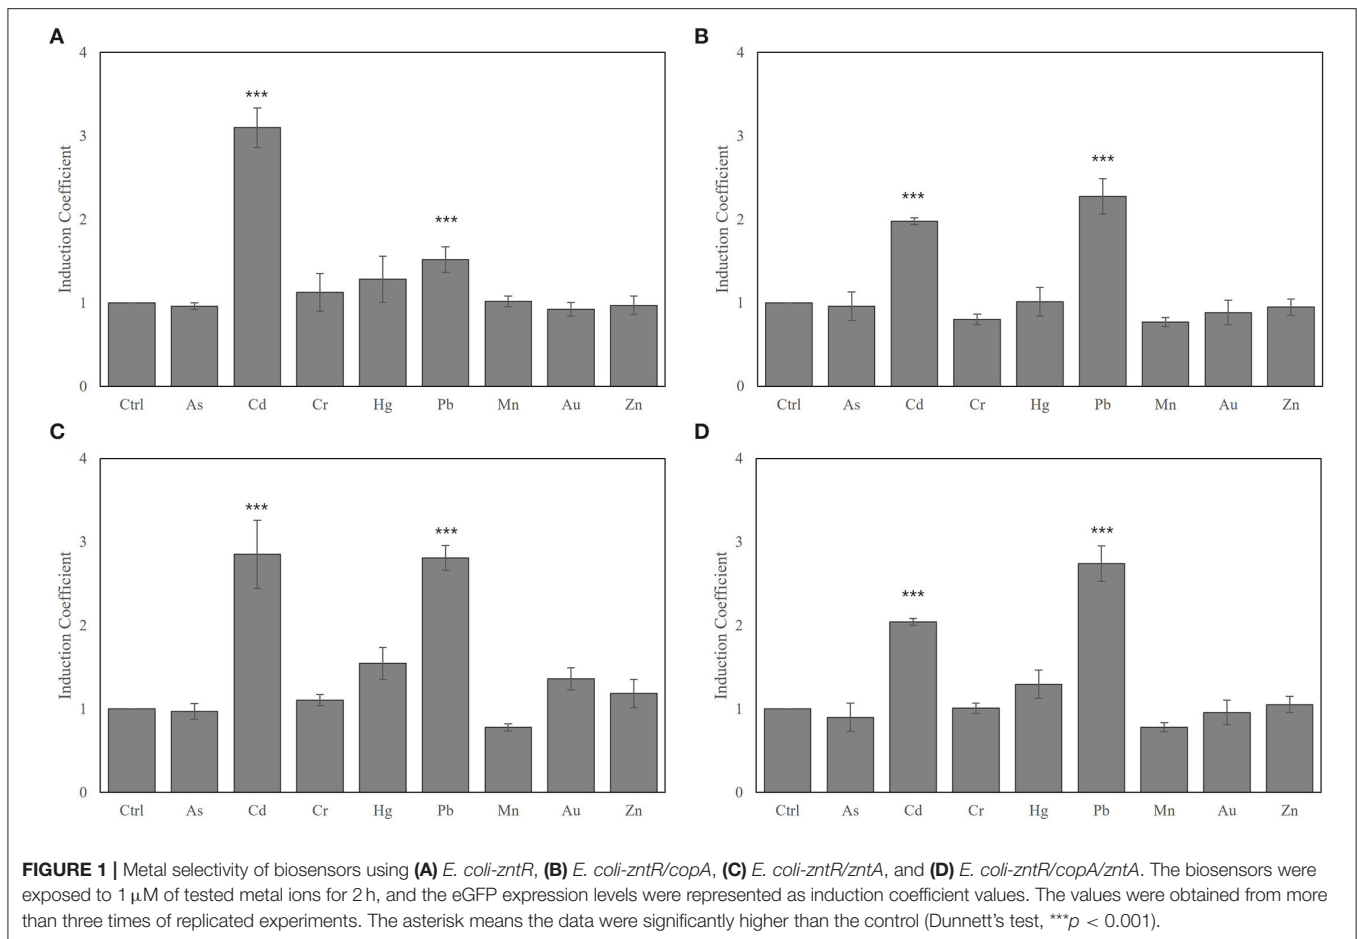 A
4
3
2
1
0
Induction Coefficient
***
***
Ctrl As Cd Cr Hg Pb Mn Au Zn
B
4
3
2
1
0
Induction Coefficient
***
***
Ctrl As Cd Cr Hg Pb Mn Au Zn
C
4
3
2
1
0
Induction Coefficient
***
***
Ctrl As Cd Cr Hg Pb Mn Au Zn
D
4
3
2
1
0
Induction Coefficient
***
***
Ctrl As Cd Cr Hg Pb Mn Au Zn
FIGURE 1 | Metal selectivity of biosensors using (A) E. coli-zntR, (B) E. coli-zntR/copA, (C) E. coli-zntR/zntA, and (D) E. coli-zntR/copA/zntA. The biosensors were
exposed to 1 μM of tested metal ions for 2 h, and the eGFP expression levels were represented as induction coefficient values. The values were obtained from more
than three times of replicated experiments. The asterisk means the data were significantly higher than the control (Dunnett's test, ***p < 0.001).